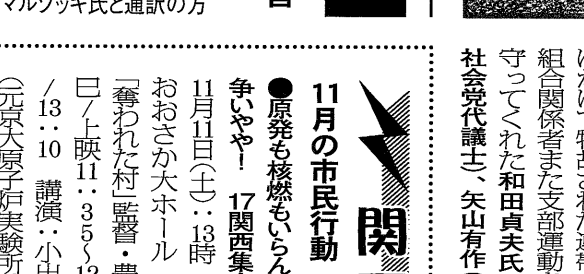 組合関係者また支部運動
守ってくれた和田貞夫氏
社会党代議士)、矢山有作
氏と通訳の方
関
11月の市民行動
●原発も核燃もいらん
争いやや！ 17関西集
11月11日(土)：13時
おおさか大ホール
「奪われた村」監督・豊
巳/上映11：35～
/13：10 講演：小出
(元京大原子炉実験所